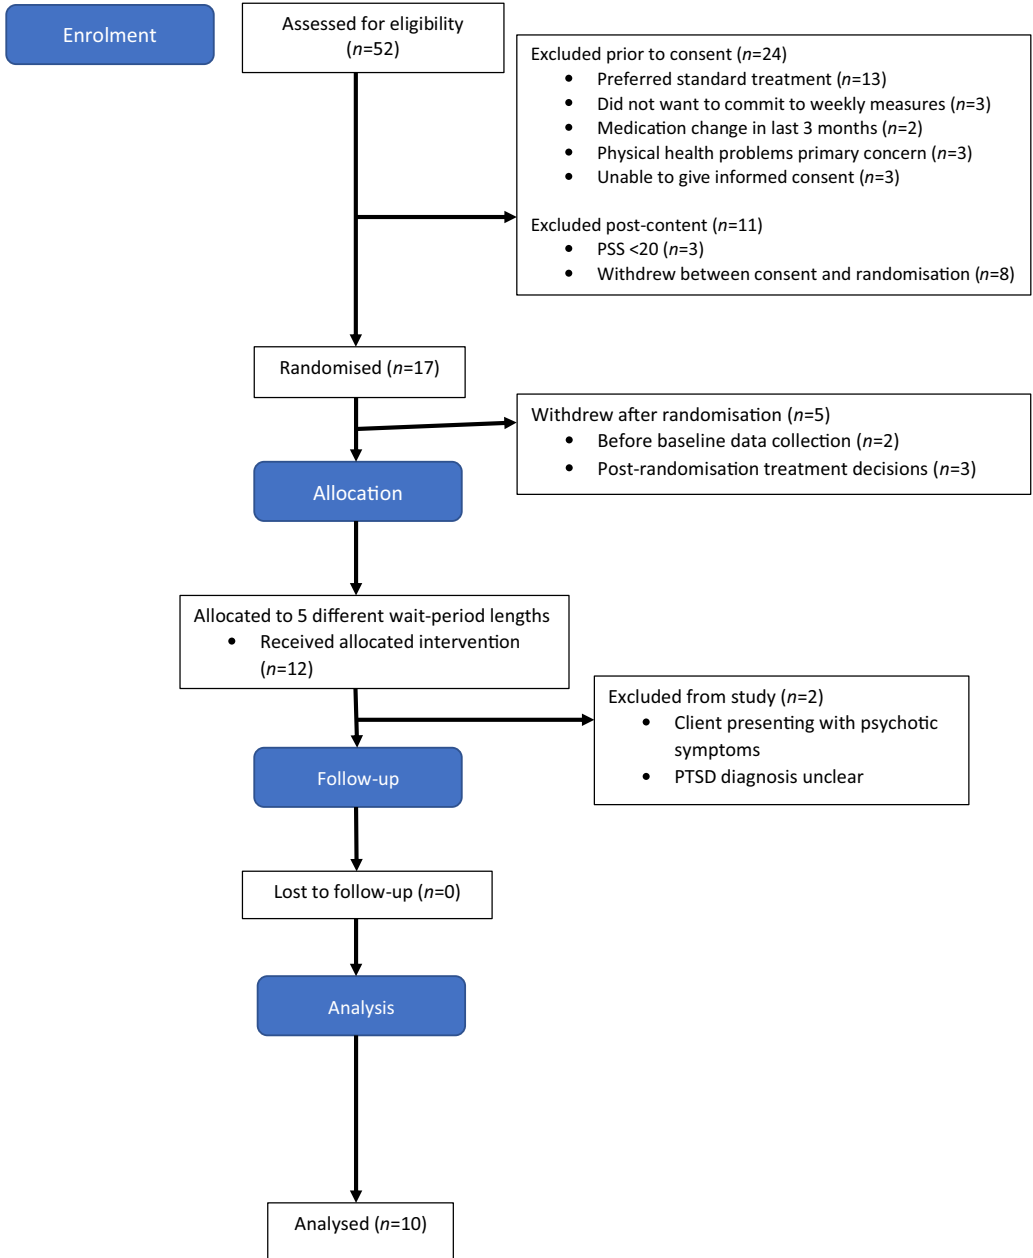 Enrolment
Assessed for eligibility
(n=52)
Excluded prior to consent (n=24)
• Preferred standard treatment (n=13)
• Did not want to commit to weekly measures (n=3)
• Medication change in last 3 months (n=2)
• Physical health problems primary concern (n=3)
• Unable to give informed consent (n=3)
Excluded post-content (n=11)
• PSS <20 (n=3)
• Withdrew between consent and randomisation (n=8)
Randomised (n=17)
Withdrew after randomisation (n=5)
• Before baseline data collection (n=2)
• Post-randomisation treatment decisions (n=3)
Allocation
Allocated to 5 different wait-period lengths
• Received allocated intervention
(n=12)
Excluded from study (n=2)
• Client presenting with psychotic
symptoms
• PTSD diagnosis unclear
Follow-up
Lost to follow-up (n=0)
Analysis
Analysed (n=10)